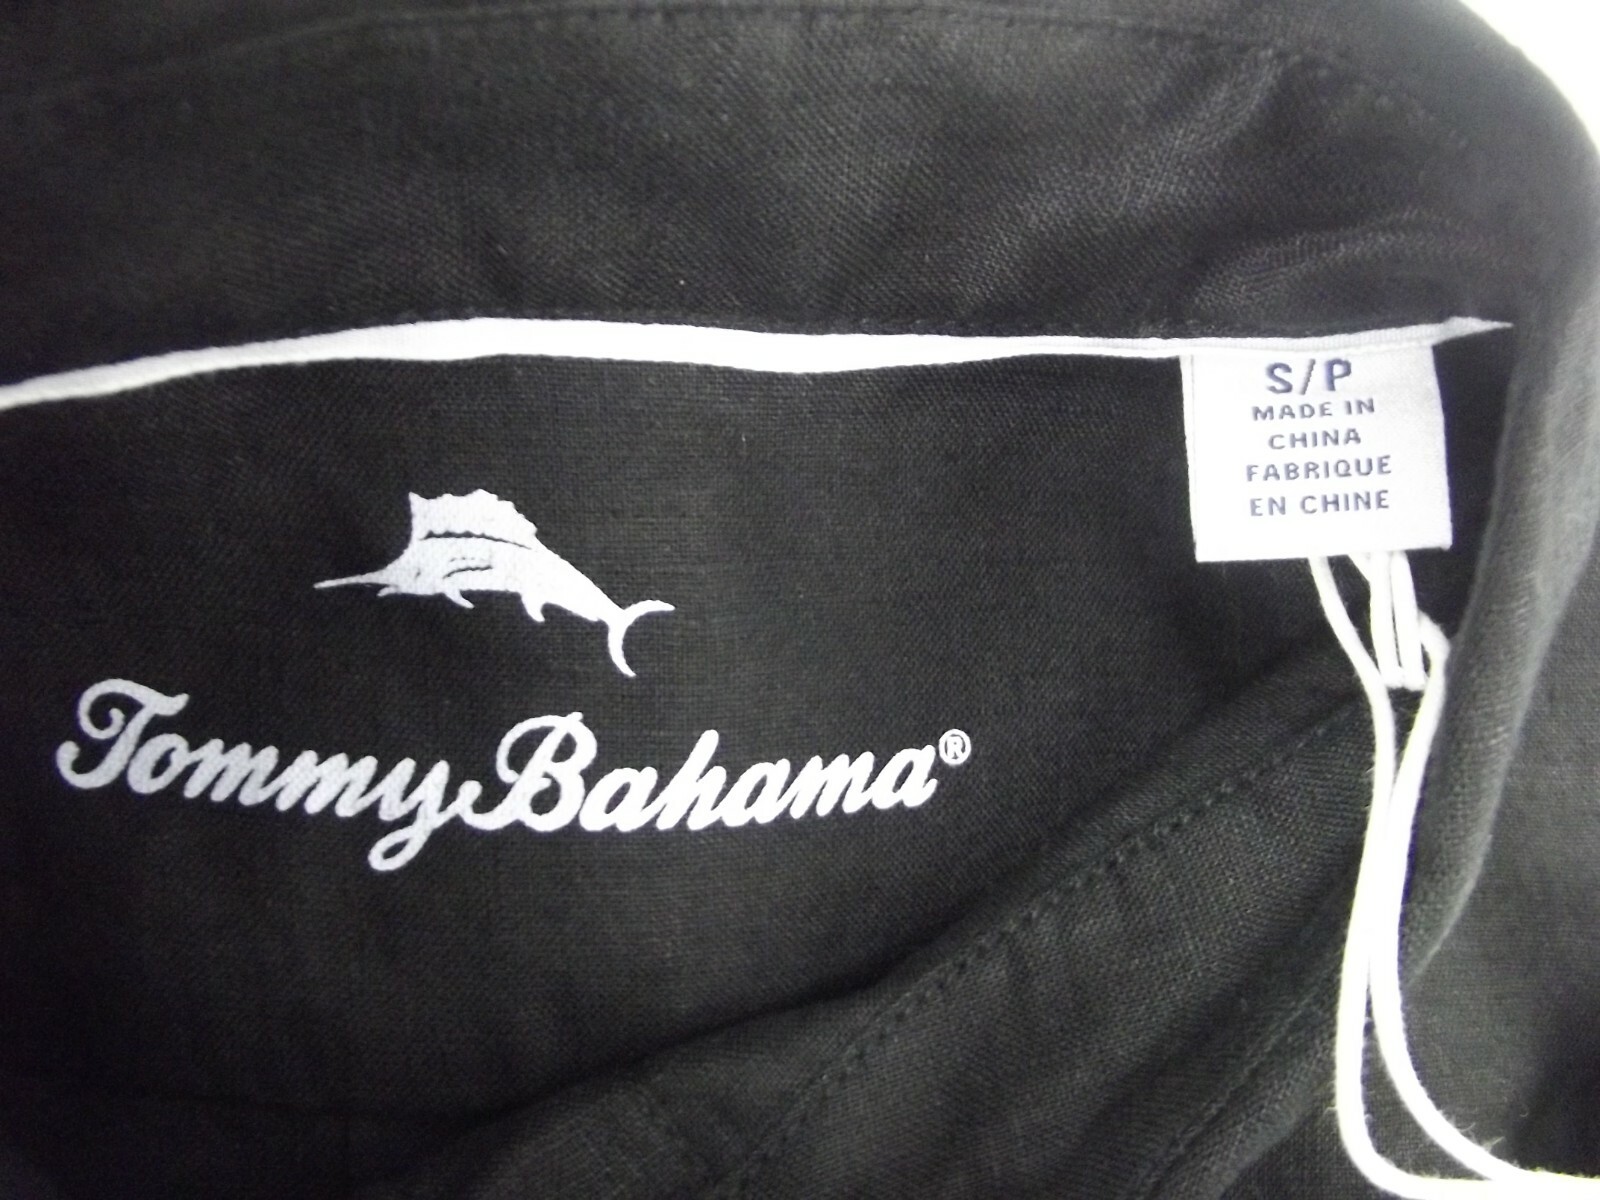 S/P
MADE IN
CHINA
FABRIQUE
EN CHINE
Tommy Bahama®